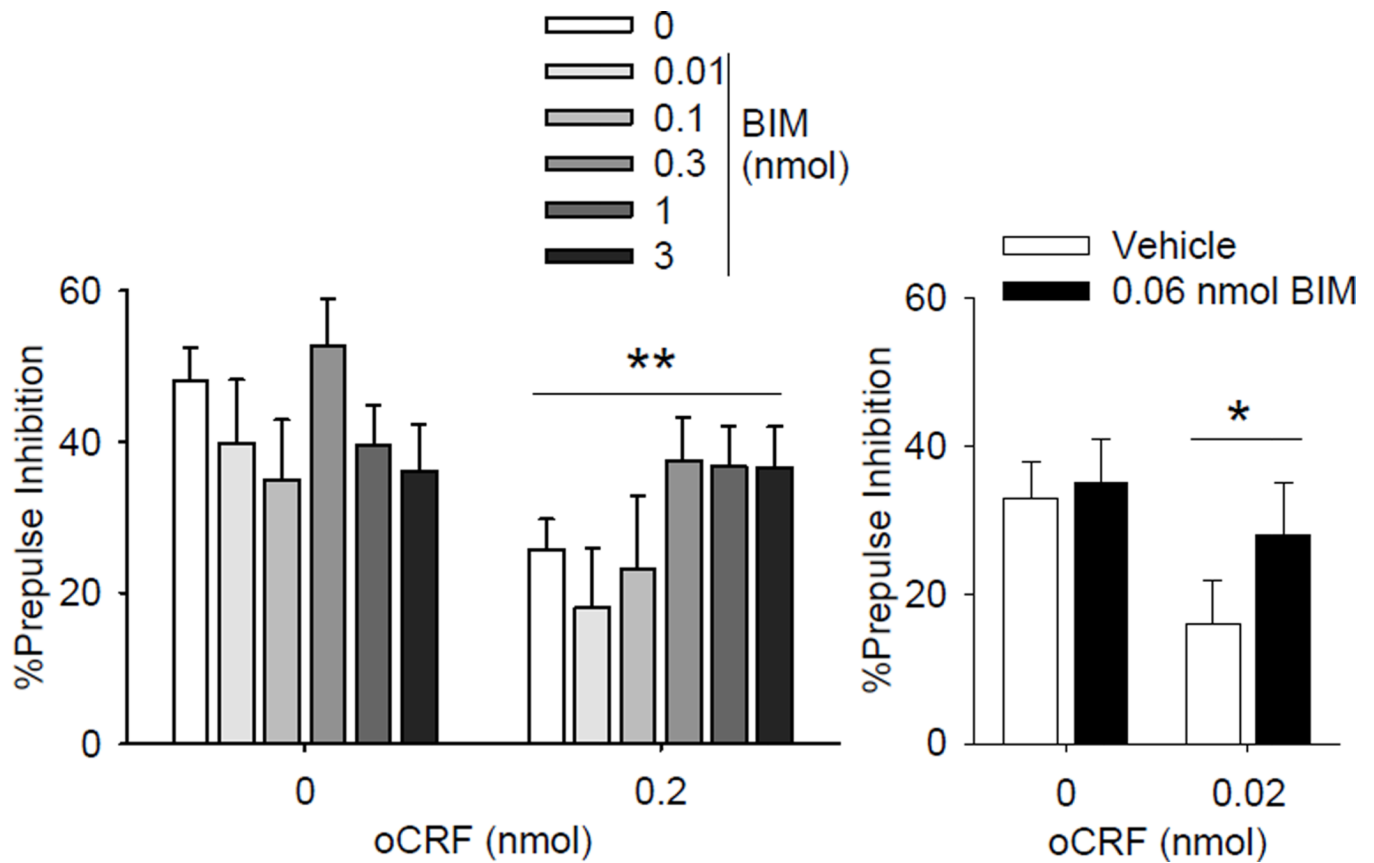 0
0.01
0.1
0.3
1
3
BIM
(nmol)
60
40
20
0
%Prepulse Inhibition
**
0
0.2
oCRF (nmol)
Vehicle
0.06 nmol BIM
60
40
20
0
%Prepulse Inhibition
*
0
0.02
oCRF (nmol)